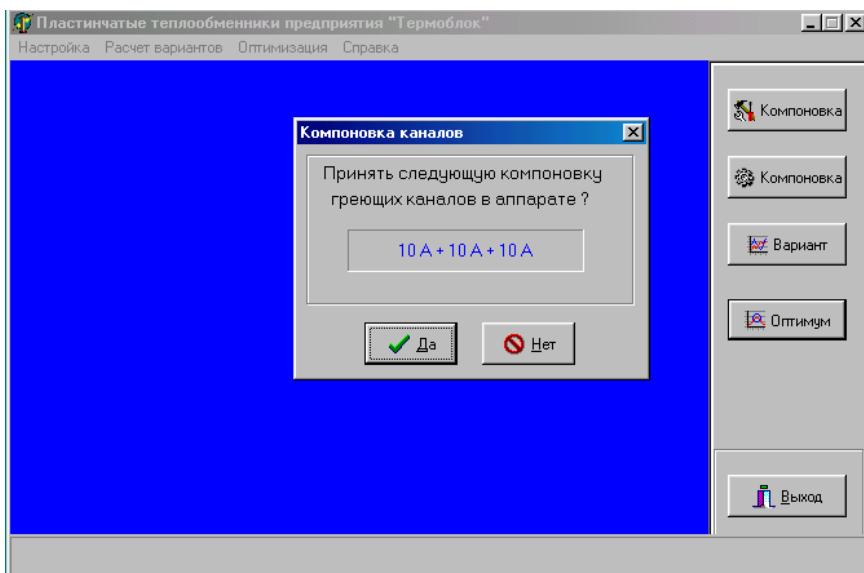 Пластинчатые теплообменники предприятия "Термоблок"
Настройка Расчет вариантов Оптимизация Справка
Компоновка каналов
Принять следующую компоновку
греющих каналов в аппарате ?
10 А + 10 А + 10 А
Да Нет
Компоновка
Компоновка
Вариант
Оптимум
Выход